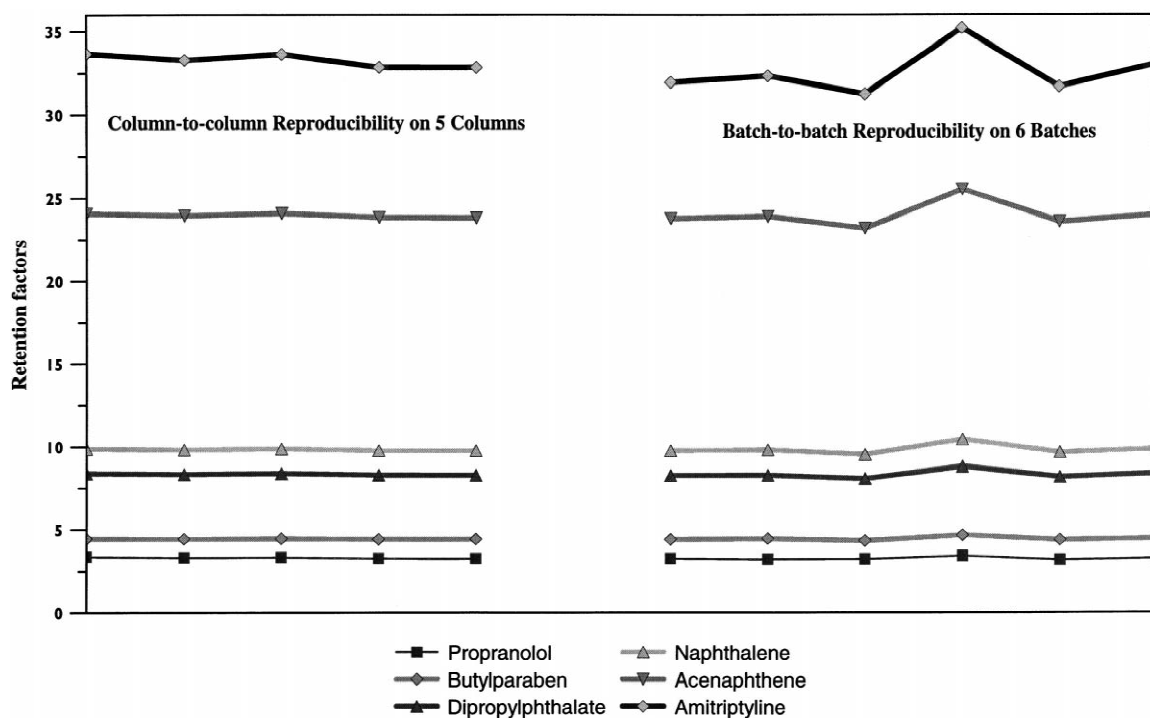 35
30
25
20
15
10
5
0
Retention factors
Column-to-column Reproducibility on 5 Columns
Batch-to-batch Reproducibility on 6 Batches
Propranolol
Butylparaben
Dipropylphthalate
Naphthalene
Acenaphthene
Amitriptyline